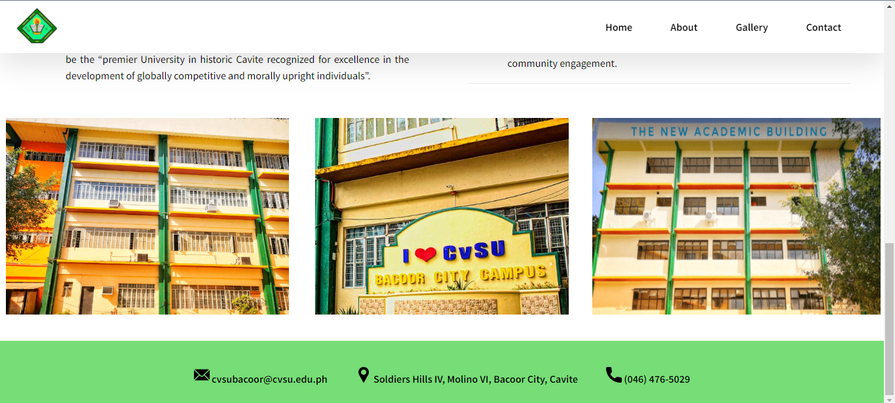 Home About Gallery Contact
be the “premier University in historic Cavite recognized for excellence in the
development of globally competitive and morally upright individuals”.
community engagement.
I ❤ CvSU
BACOOR CITY CAMPUS
THE NEW ACADEMIC BUILDING
cvsubacoor@cvsu.edu.ph Soldiers Hills IV, Molino VI, Bacoor City, Cavite (046) 476-5029